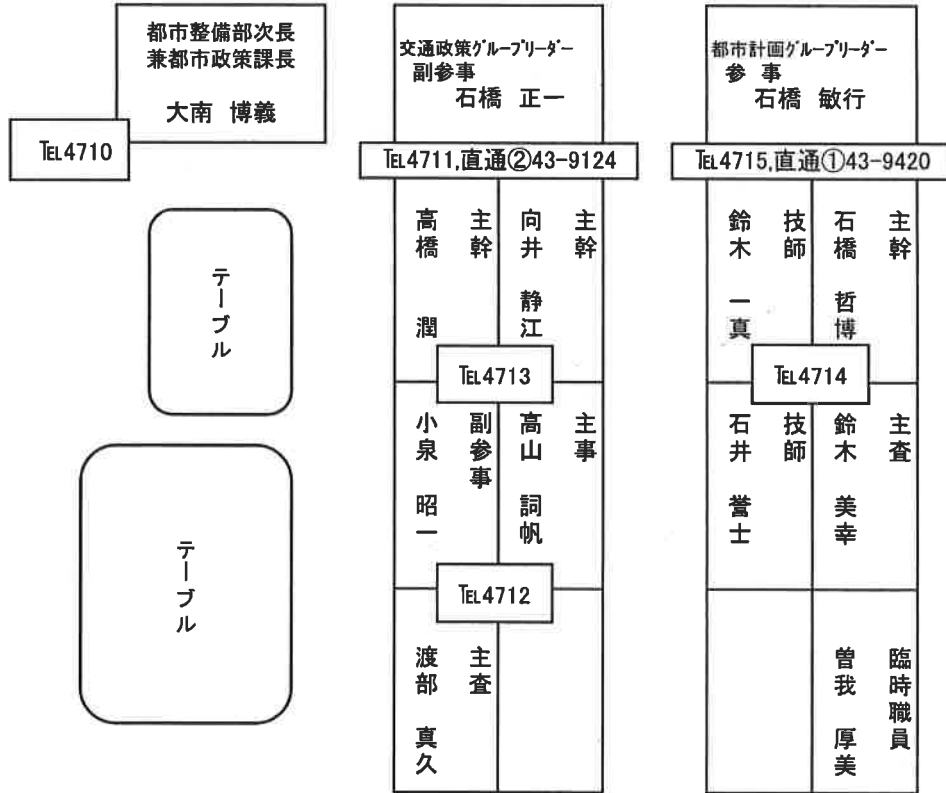 都市整備部次長
兼都市政策課長
大南 博義
TEL4710
テーブル
テーブル
交通政策グループリーダー
副参事
石橋 正一
TEL4711,直通②43-9124
主幹
向井 静江
主幹
高橋 潤
TEL4713
主事
高山 詞帆
副参事
小泉 昭一
TEL4712
主査
渡部 真久
都市計画グループリーダー
参事
石橋 敏行
TEL4715,直通①43-9420
主幹
石橋 哲博
技師
鈴木 一真
TEL4714
主査
鈴木 美幸
技師
石井 誉士
臨時職員
曽我 厚美